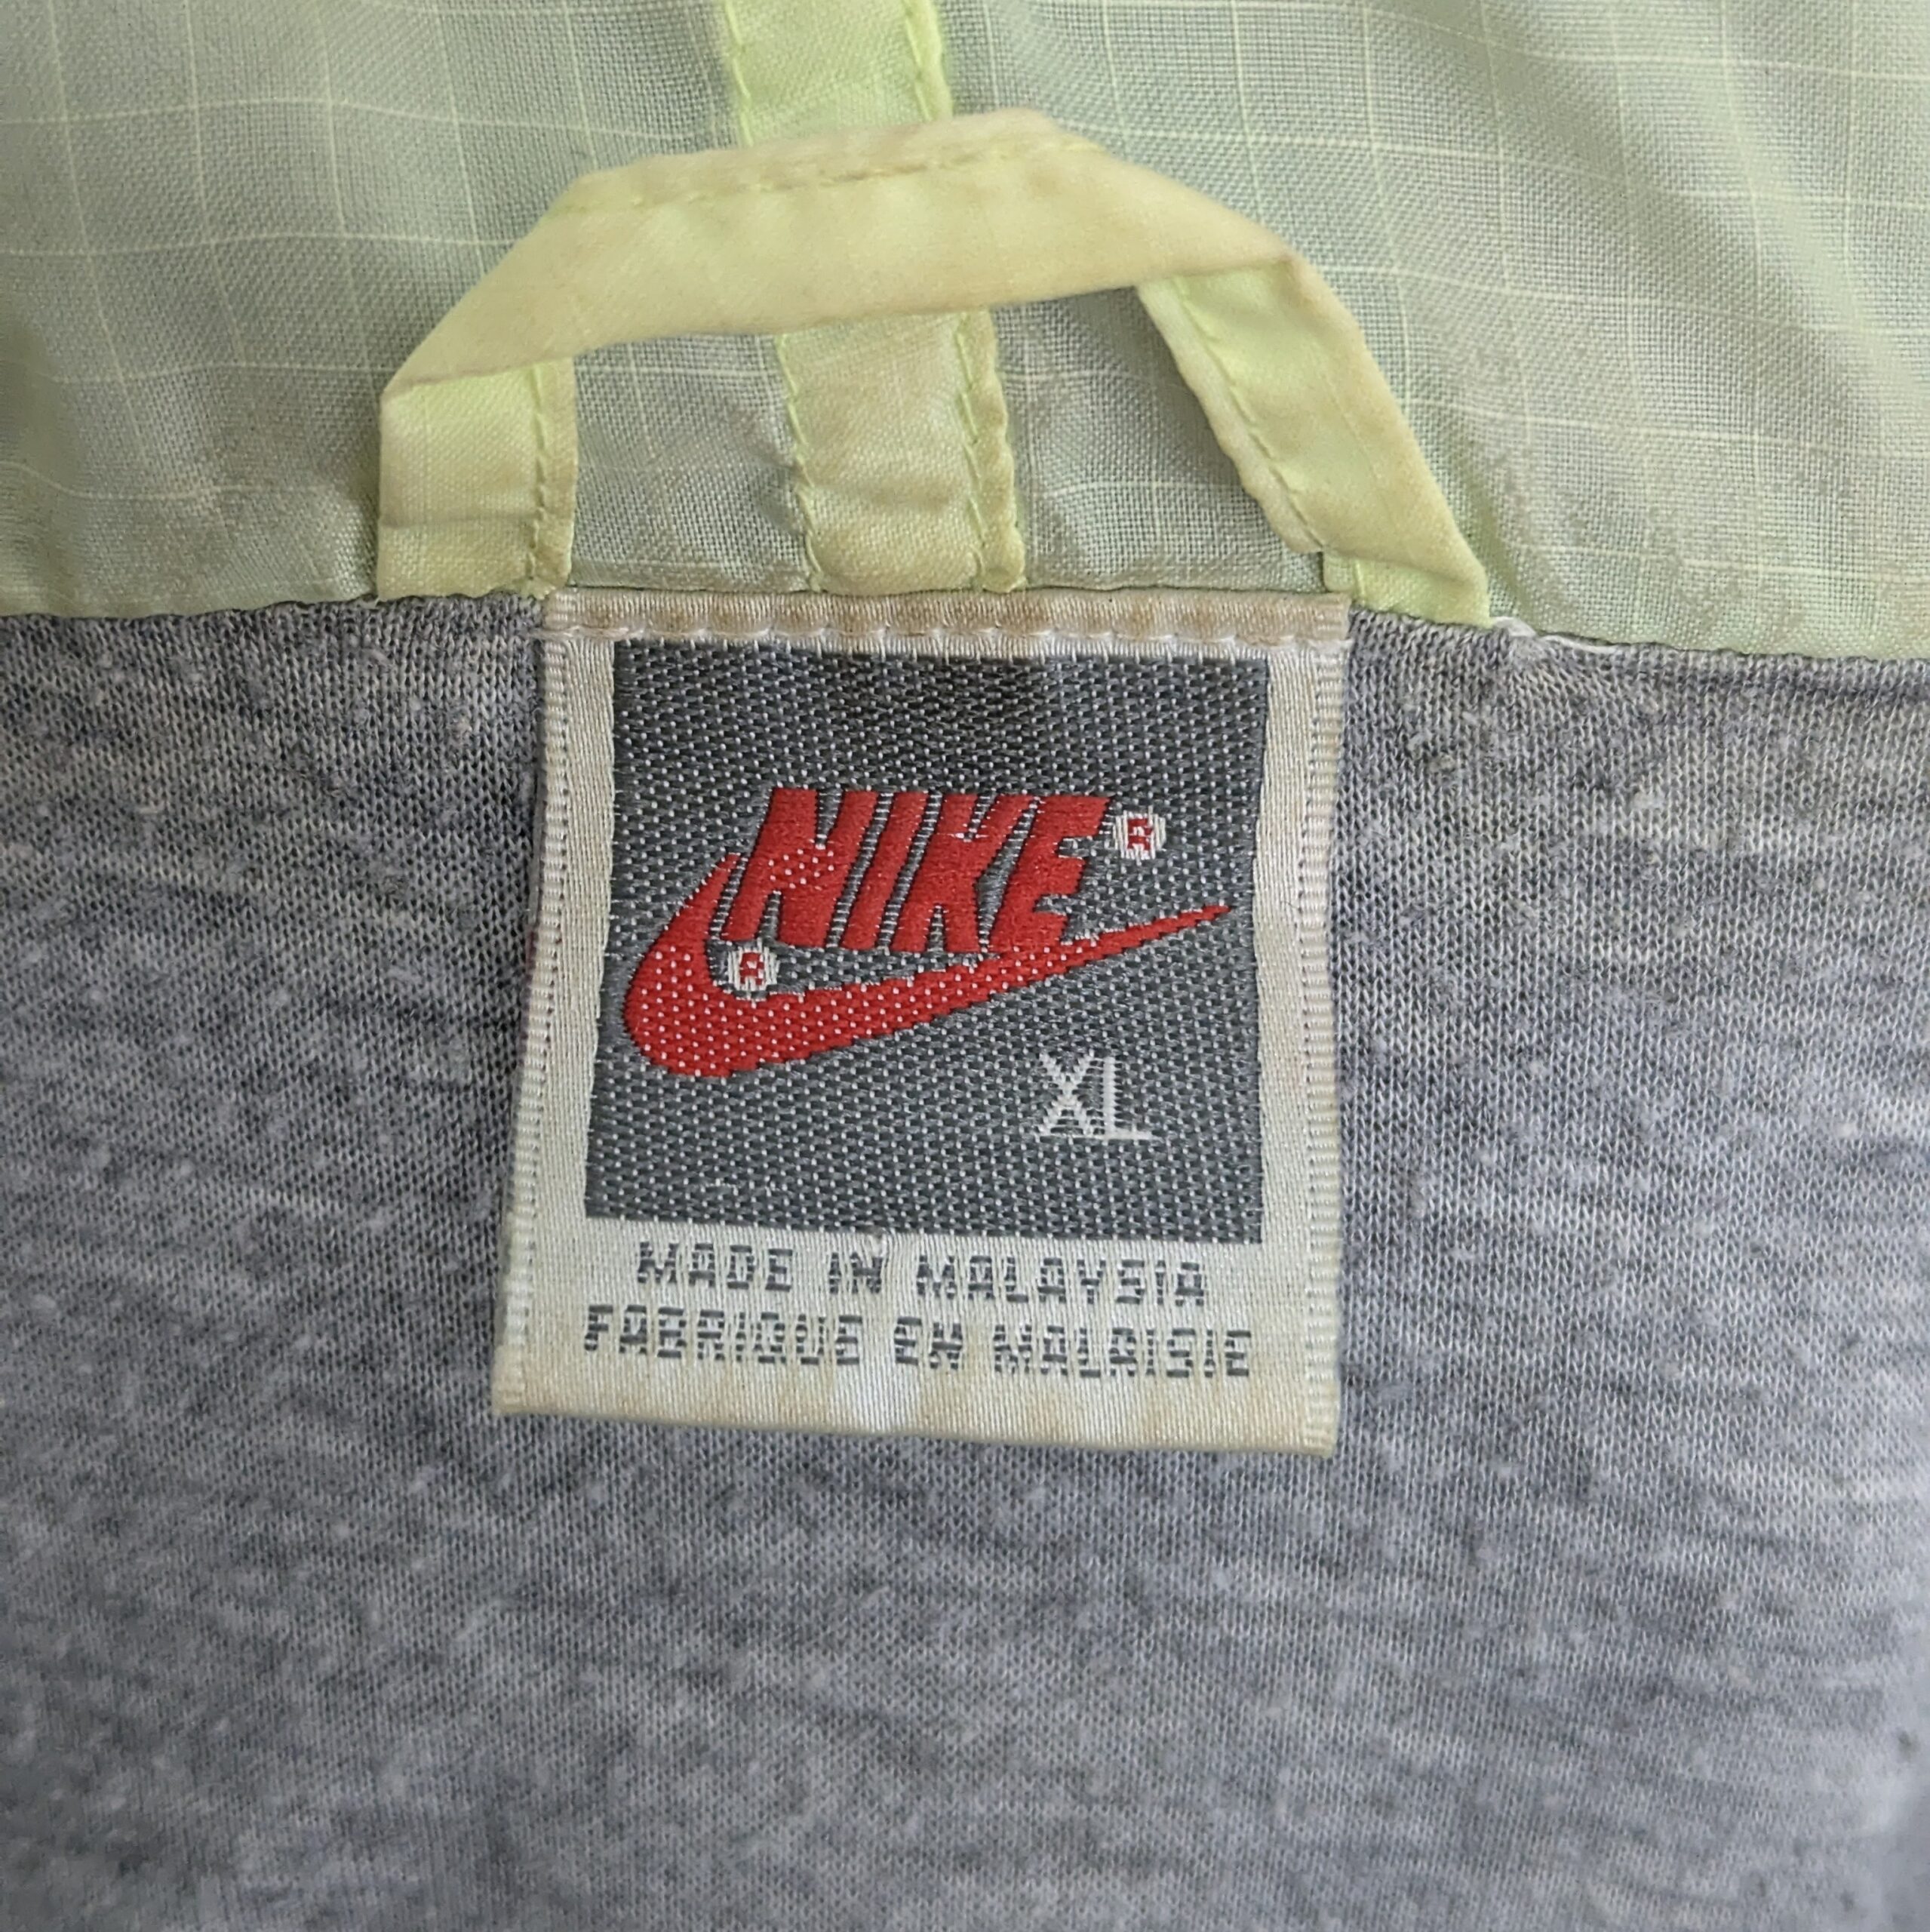 NIKE®
®
XL
MADE IN MALAYSIA
FABRIQUE EN MALAISIE